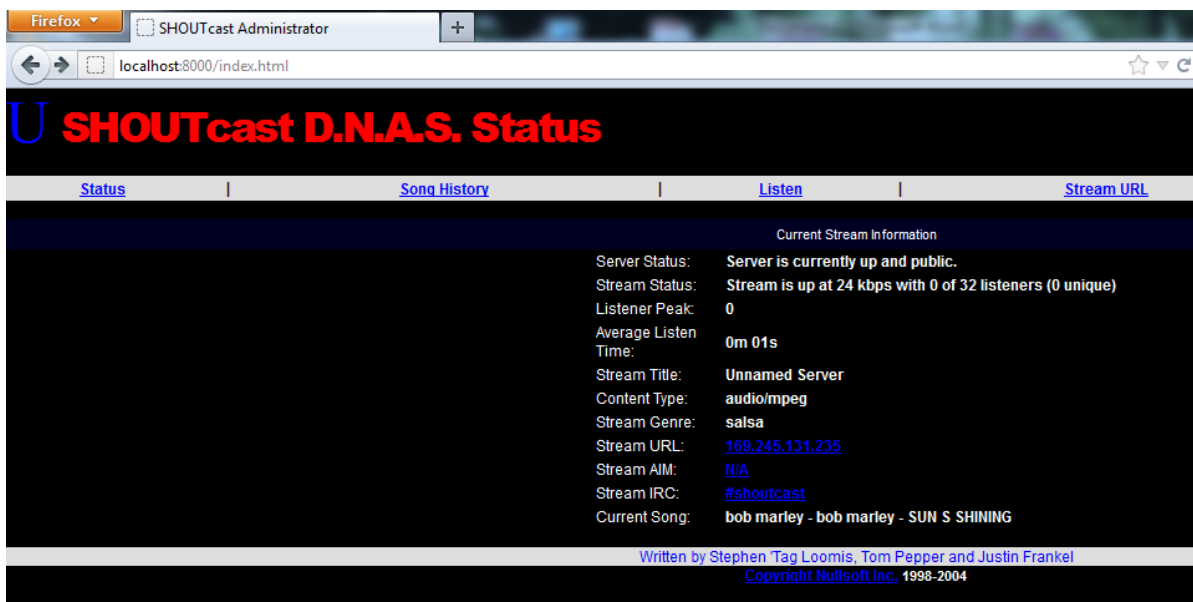 Firefox
SHOUTcast Administrator
+
localhost:8000/index.html
U SHOUTcast D.N.A.S. Status
Status | Song History | Listen | Stream URL
Current Stream Information
Server Status: Server is currently up and public.
Stream Status: Stream is up at 24 kbps with 0 of 32 listeners (0 unique)
Listener Peak: 0
Average Listen
Time: 0m 01s
Stream Title: Unnamed Server
Content Type: audio/mpeg
Stream Genre: salsa
Stream URL: 169.245.131.235
Stream AIM: N/A
Stream IRC: #shoutcast
Current Song: bob marley - bob marley - SUN S SHINING
Written by Stephen 'Tag Loomis, Tom Pepper and Justin Frankel
Copyright Nullsoft Inc. 1998-2004